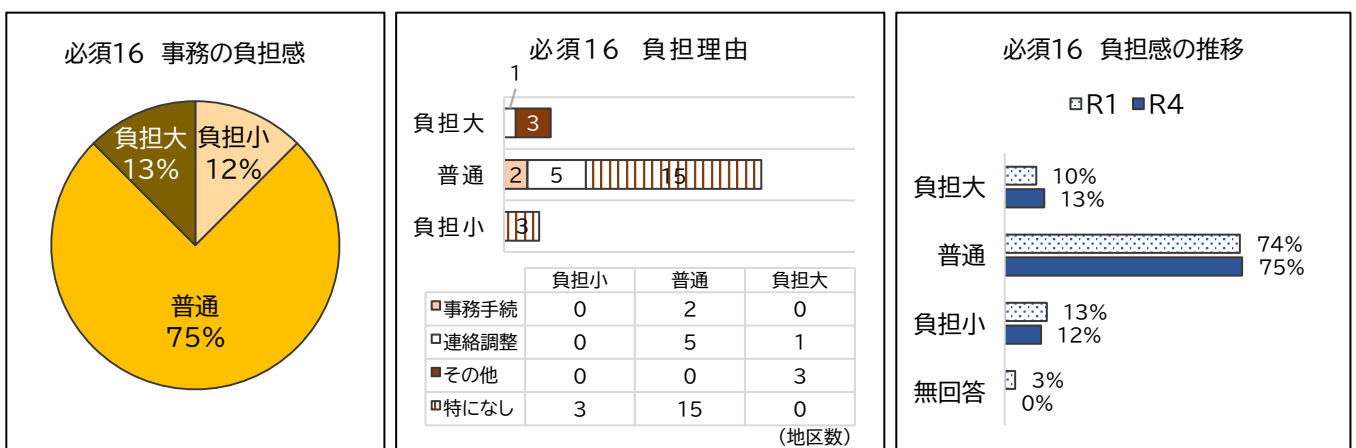 必須16 事務の負担感
負担大
13%
負担小
12%
普通
75%
必須16 負担理由
1
負担大 3
普通 2 5 15
負担小 3
負担小 普通 負担大
事務手続 0 2 0
連絡調整 0 5 1
その他 0 0 3
特になし 3 15 0
(地区数)
必須16 負担感の推移
R1 R4
負担大 10%
13%
普通 74%
75%
負担小 13%
12%
無回答 3%
0%